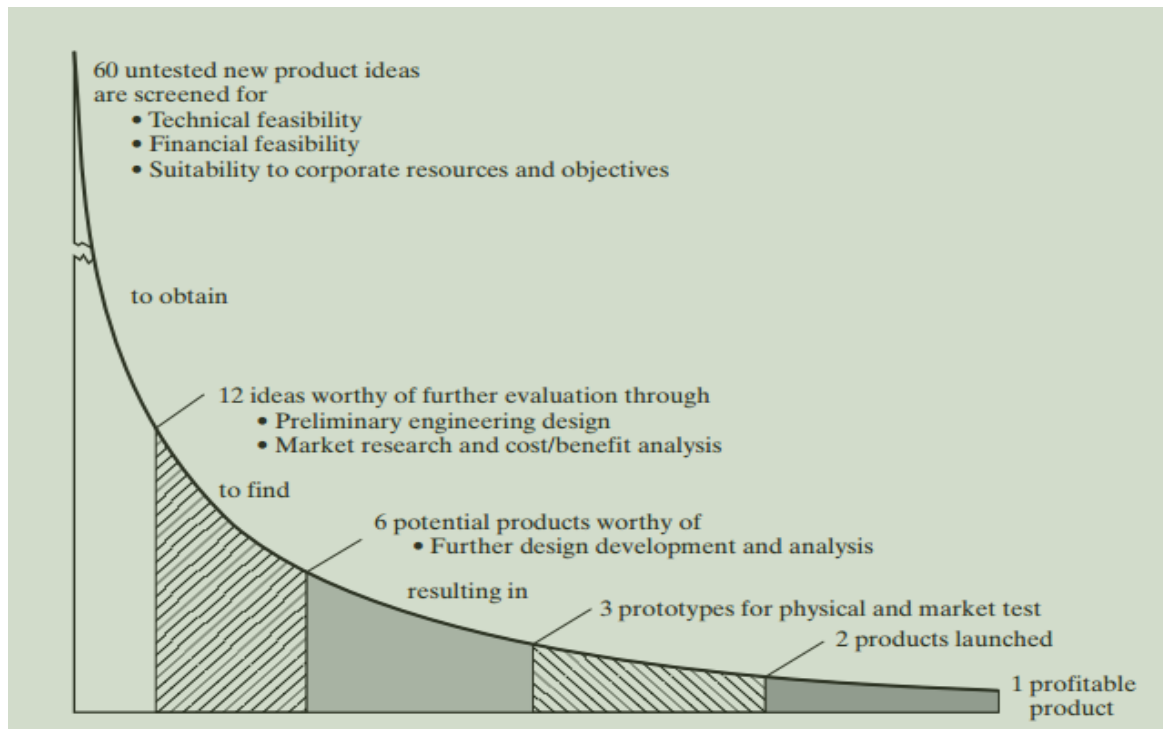 60 untested new product ideas
are screened for
• Technical feasibility
• Financial feasibility
• Suitability to corporate resources and objectives
to obtain
12 ideas worthy of further evaluation through
• Preliminary engineering design
• Market research and cost/benefit analysis
to find
6 potential products worthy of
• Further design development and analysis
resulting in
3 prototypes for physical and market test
2 products launched
1 profitable
product